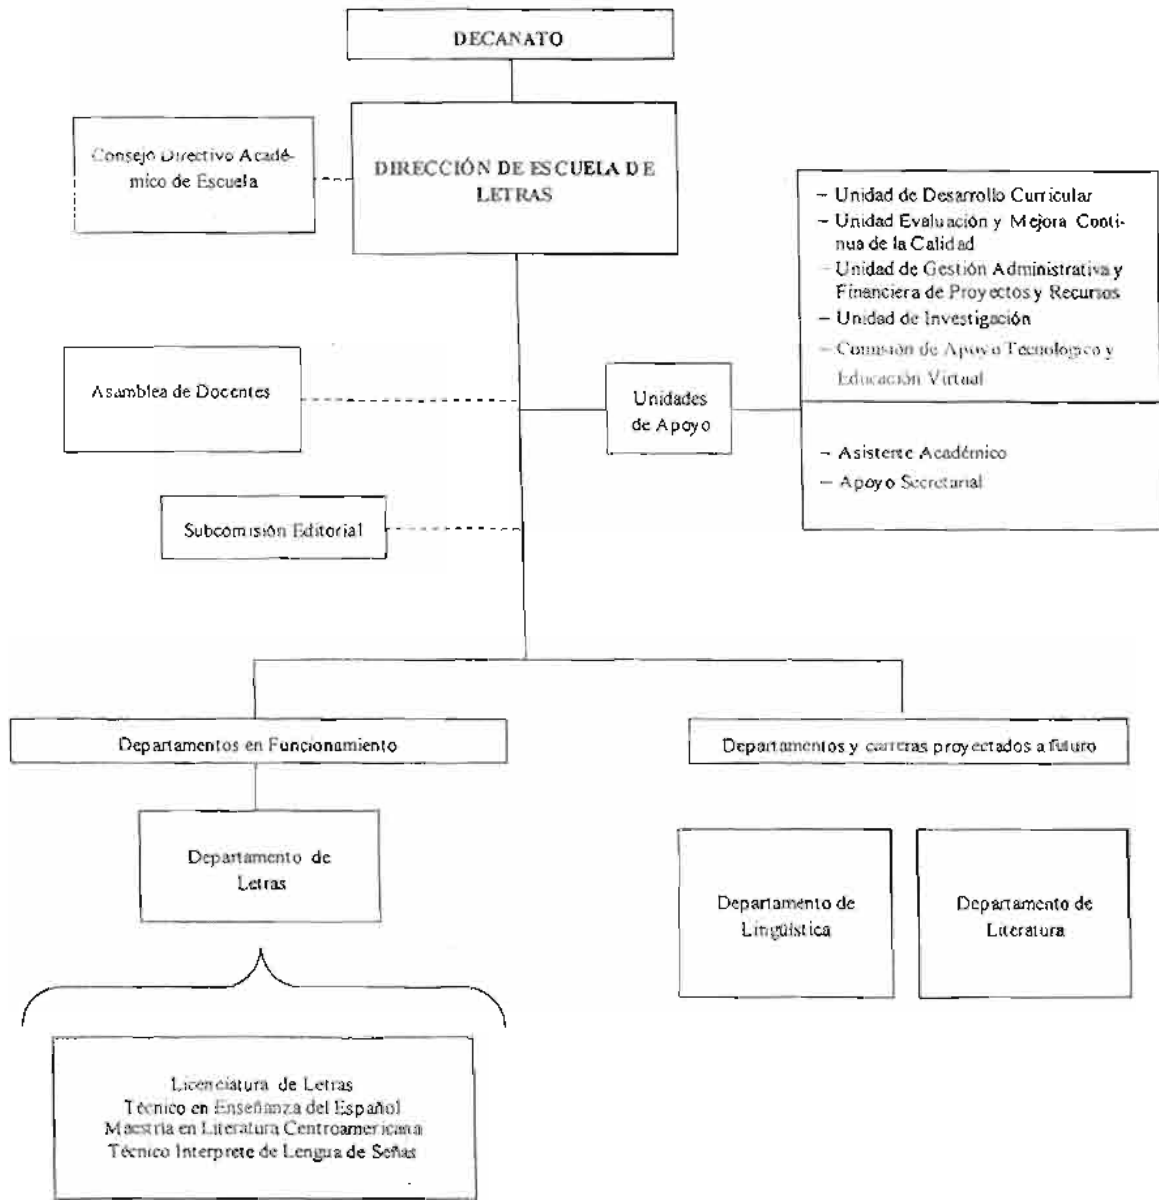 DECANATO
Consejo Directivo Acadé-
mico de Escuela
DIRECCIÓN DE ESCUELA DE
LETRAS
– Unidad de Desarrollo Curricular
– Unidad Evaluación y Mejora Conti-
nua de la Calidad
– Unidad de Gestión Administrativa y
Financiera de Proyectos y Recursos
– Unidad de Investigación
– Comisión de Apoyo Tecnológico y
Educación Virtual
Asamblea de Docentes
Unidades
de Apoyo
– Asistente Académico
– Apoyo Secretarial
Subcomisión Editorial
Departamentos en Funcionamiento
Departamentos y carreras proyectados a futuro
Departamento de
Letras
Departamento de
Lingüística
Departamento de
Literatura
Licenciatura de Letras
Técnico en Enseñanza del Español
Maestría en Literatura Centroamericana
Técnico Interprete de Lengua de Señas